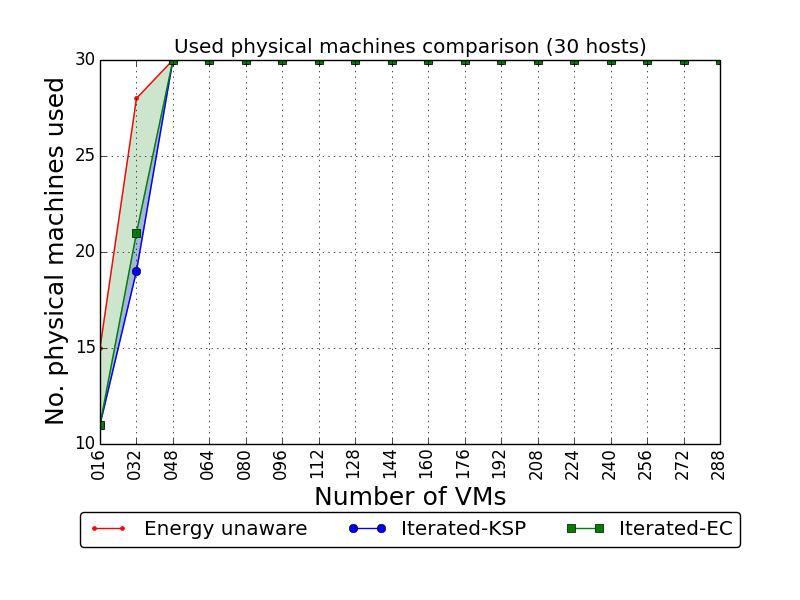 Used physical machines comparison (30 hosts)
No. physical machines used
30
25
20
15
10
016 032 048 064 080 096 112 128 144 160 176 192 208 224 240 256 272 288
Number of VMs
Energy unaware Iterated-KSP Iterated-EC